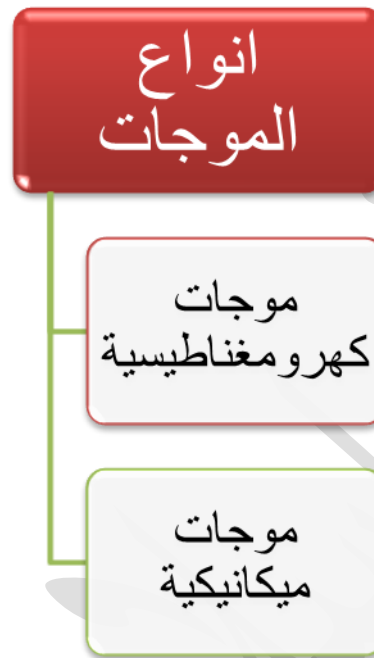 انواع
الموجات
موجات
كهرومغناطيسية
موجات
ميكانيكية